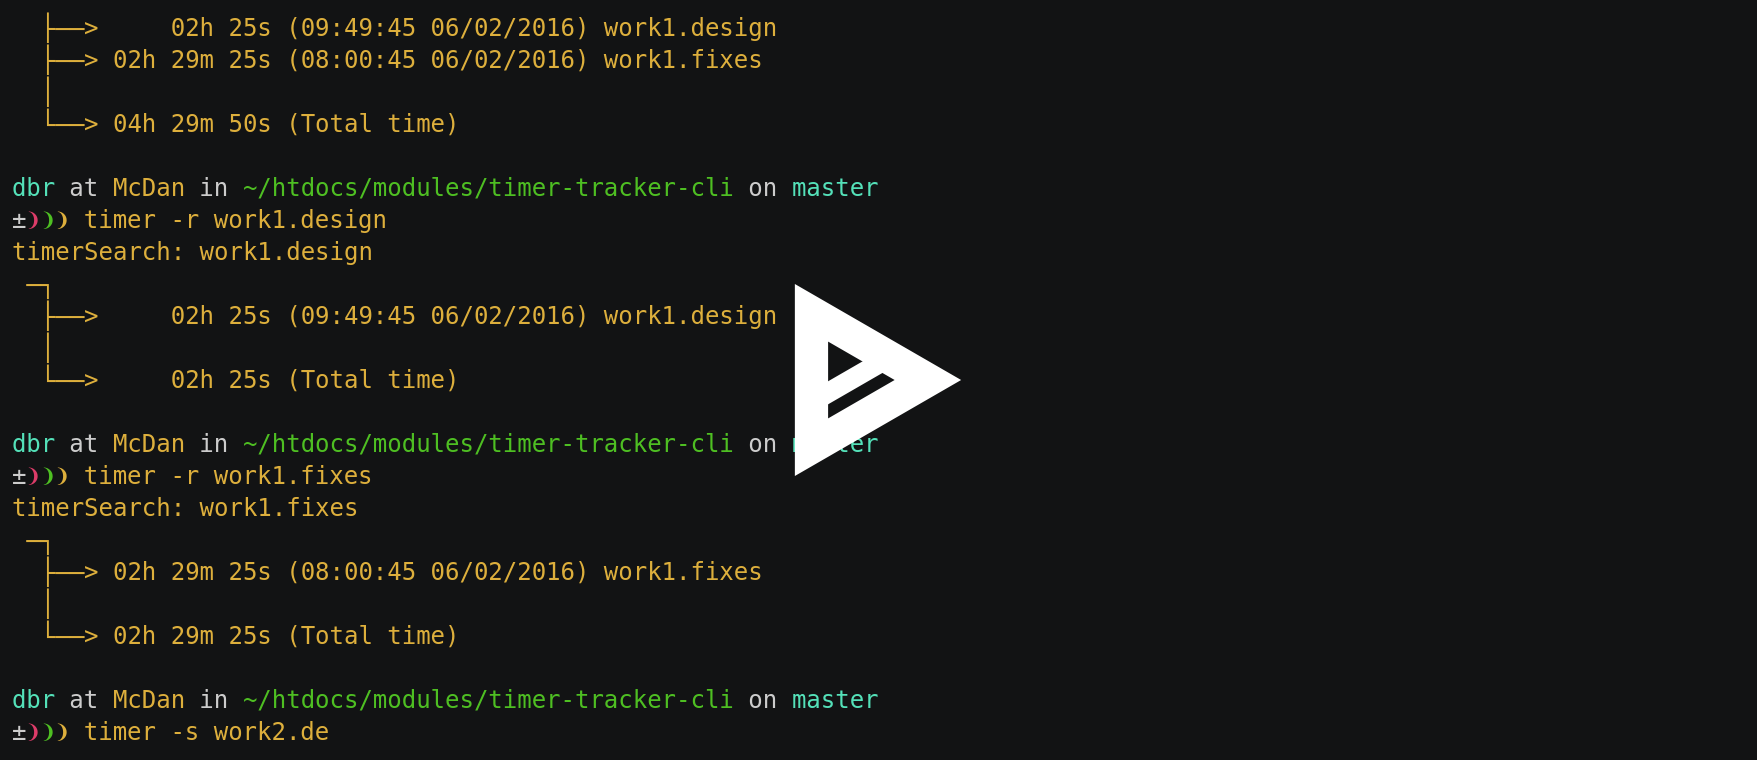 ├──>     02h 25s (09:49:45 06/02/2016) work1.design
├──> 02h 29m 25s (08:00:45 06/02/2016) work1.fixes
│
└──> 04h 29m 50s (Total time)
dbr at McDan in ~/htdocs/modules/timer-tracker-cli on master
±❩❩❩ timer -r work1.design
timerSearch: work1.design
─┐
├──>     02h 25s (09:49:45 06/02/2016) work1.design
│
└──>     02h 25s (Total time)
dbr at McDan in ~/htdocs/modules/timer-tracker-cli on master
±❩❩❩ timer -r work1.fixes
timerSearch: work1.fixes
─┐
├──> 02h 29m 25s (08:00:45 06/02/2016) work1.fixes
│
└──> 02h 29m 25s (Total time)
dbr at McDan in ~/htdocs/modules/timer-tracker-cli on master
±❩❩❩ timer -s work2.de